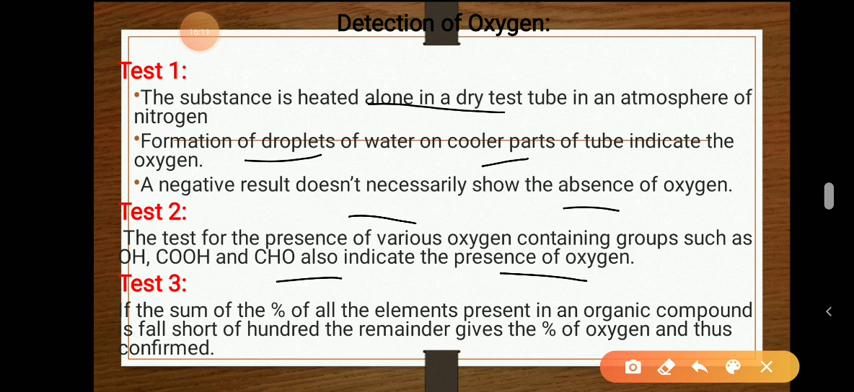 Detection of Oxygen:
16:11
Test 1:
•The substance is heated alone in a dry test tube in an atmosphere of
nitrogen
•Formation of droplets of water on cooler parts of tube indicate the
oxygen.
•A negative result doesn't necessarily show the absence of oxygen.
Test 2:
The test for the presence of various oxygen containing groups such as
OH, COOH and CHO also indicate the presence of oxygen.
Test 3:
If the sum of the % of all the elements present in an organic compound
is fall short of hundred the remainder gives the % of oxygen and thus
confirmed.